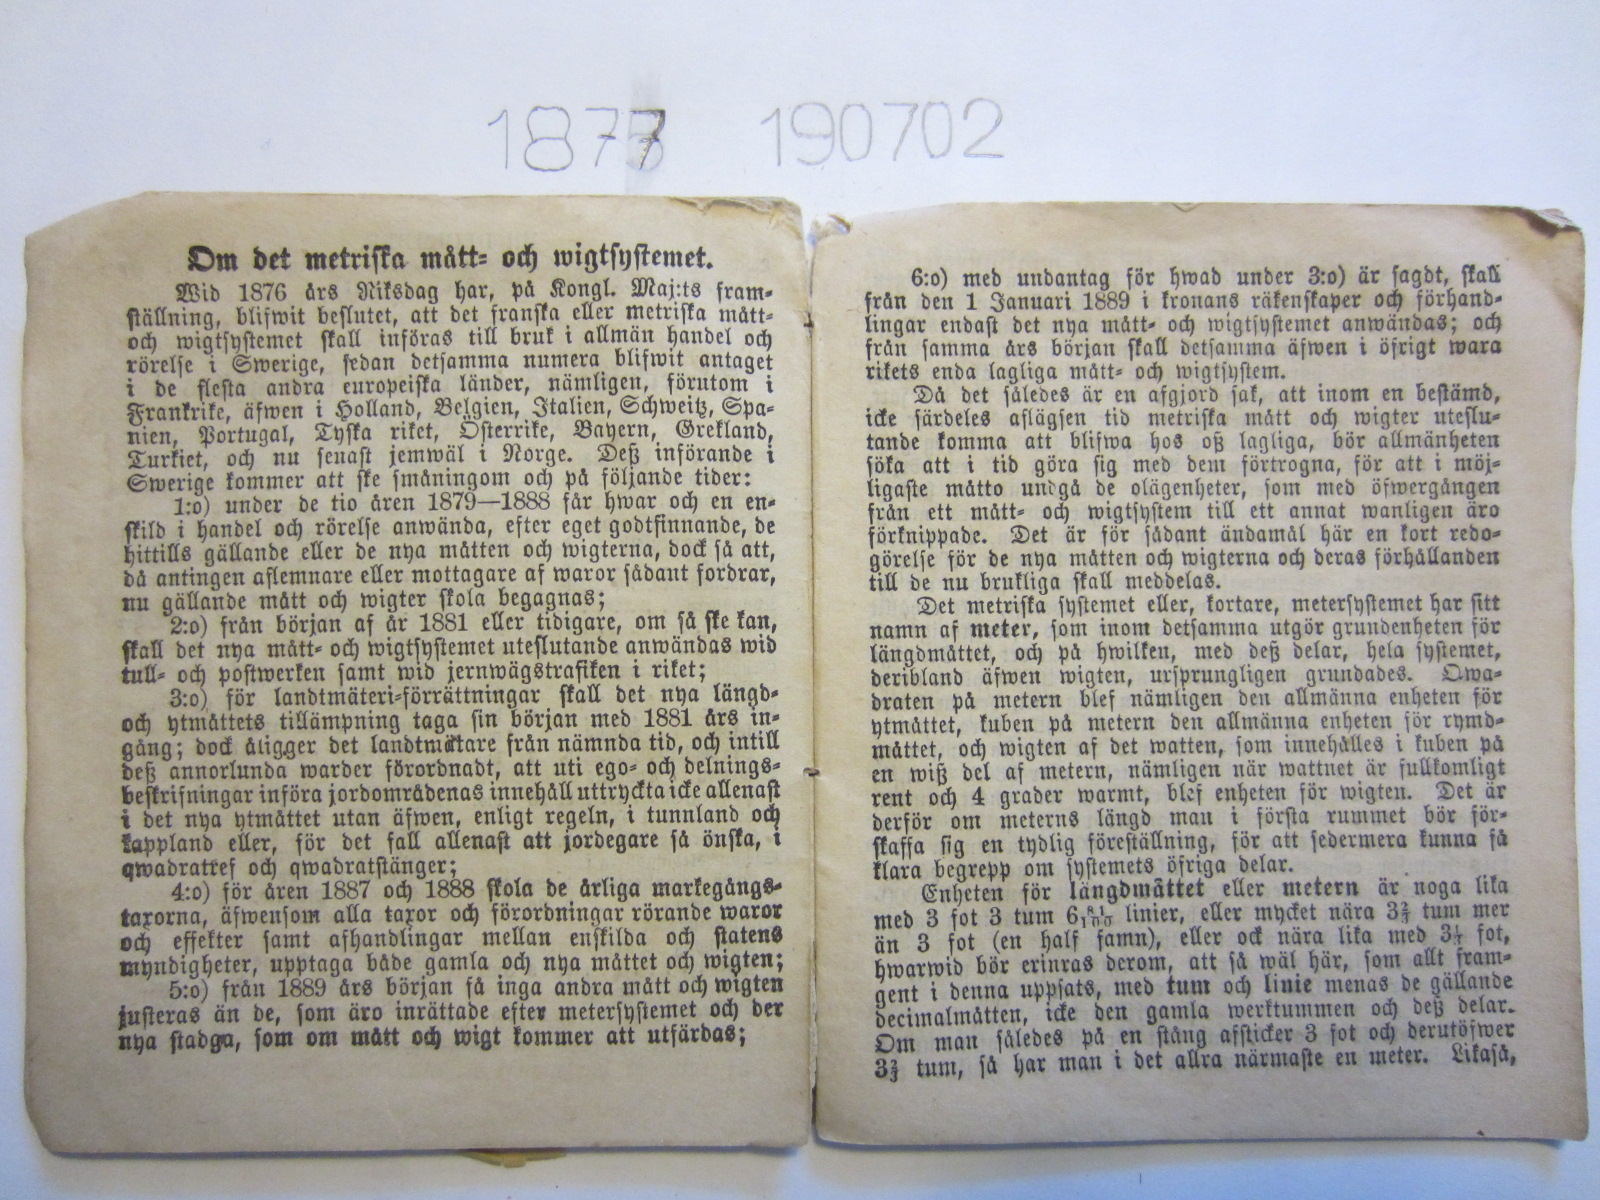 1877 190702
Om det metriska mått- och wigtsystemet.
Wid 1876 års Riksdag har, på Kongl. Maj:ts fram-
ställning, blifwit beslutet, att det franska eller metriska mått-
och wigtsystemet skall införas till bruk i allmän handel och
rörelse i Swerige, sedan detsamma numera blifwit antaget
i de flesta andra europeiska länder, nämligen, förutom i
Frankrike, äfwen i Holland, Belgien, Italien, Schweitz, Spa-
nien, Portugal, Tyska riket, Österrike, Bayern, Grekland,
Turkiet, och nu senast jemwäl i Norge. Deß införande i
Swerige kommer att ske småningom och på följande tider:
1:o) under de tio åren 1879—1888 får hwar och en en-
skild i handel och rörelse anwända, efter eget godtfinnande, de
hittills gällande eller de nya måtten och wigterna, dock så att,
då antingen aflemnare eller mottagare af waror sådant fordrar,
nu gällande mått och wigter skola begagnas;
2:o) från början af år 1881 eller tidigare, om så ske kan,
skall det nya mått- och wigtsystemet uteslutande anwändas wid
tull- och postwerken samt wid jernwägstrafiken i riket;
3:o) för landtmäteri-förrättningar skall det nya längd-
och ytmåttets tillämpning taga sin början med 1881 års in-
gång; dock åligger det landtmätare från nämnda tid, och intill
deß annorlunda warder förordnadt, att uti ego- och delnings-
beskrifningar införa jordområdenas innehåll uttryckta icke allenast
i det nya ytmåttet utan äfwen, enligt regeln, i tunnland och
kappland eller, för det fall allenast att jordegare så önska, i
qwadratref och qwadratstänger;
4:o) för åren 1887 och 1888 skola de årliga markegångs-
taxorna, äfwensom alla taxor och förordningar rörande waror
och effekter samt afhandlingar mellan enskilda och statens
myndigheter, upptaga både gamla och nya måttet och wigten;
5:o) från 1889 års början få inga andra mått och wigten
justeras än de, som äro inrättade efter metersystemet och der
nya stadga, som om mått och wigt kommer att utfärdas;
6:o) med undantag för hwad under 3:o) är sagdt, skall
från den 1 Januari 1889 i kronans räkenskaper och förhand-
lingar endast det nya mått- och wigtsystemet anwändas; och
från samma års början skall detsamma äfwen i öfrigt wara
rikets enda lagliga mått- och wigtsystem.
Då det således är en afgjord sak, att inom en bestämd,
icke särdeles aflägsen tid metriska mått och wigter uteslu-
tande komma att blifwa hos oß lagliga, bör allmänheten
söka att i tid göra sig med dem förtrogna, för att i möj-
ligaste måtto undgå de olägenheter, som med öfwergången
från ett mått- och wigtsystem till ett annat wanligen äro
förknippade. Det är för sådant ändamål här en kort redo-
görelse för de nya måtten och wigterna och deras förhållanden
till de nu brukliga skall meddelas.
Det metriska systemet eller, kortare, metersystemet har sitt
namn af meter, som inom detsamma utgör grundenheten för
längdmåttet, och på hwilken, med deß delar, hela systemet,
deribland äfwen wigten, ursprungligen grundades. Qwa-
draten på metern blef nämligen den allmänna enheten för
ytmåttet, kuben på metern den allmänna enheten för rymd-
måttet, och wigten af det watten, som innehålles i kuben på
en wiß del af metern, nämligen när wattnet är fullkomligt
rent och 4 grader warmt, blef enheten för wigten. Det är
derför om meterns längd man i första rummet bör för-
skaffa sig en tydlig föreställning, för att sedermera kunna få
klara begrepp om systemets öfriga delar.
Enheten för längdmåttet eller metern är noga lika
med 3 fot 3 tum 6 81/100 linier, eller mycket nära 3⅔ tum mer
än 3 fot (en half famn), eller ock nära lika med 3⅓ fot,
hwarwid bör erinras derom, att så wäl här, som allt fram-
gent i denna uppsats, med tum och linie menas de gällande
decimalmåtten, icke den gamla werktummen och deß delar.
Om man således på en stång afsticker 3 fot och derutöfwer
3⅔ tum, så har man i det allra närmaste en meter. Likaså,